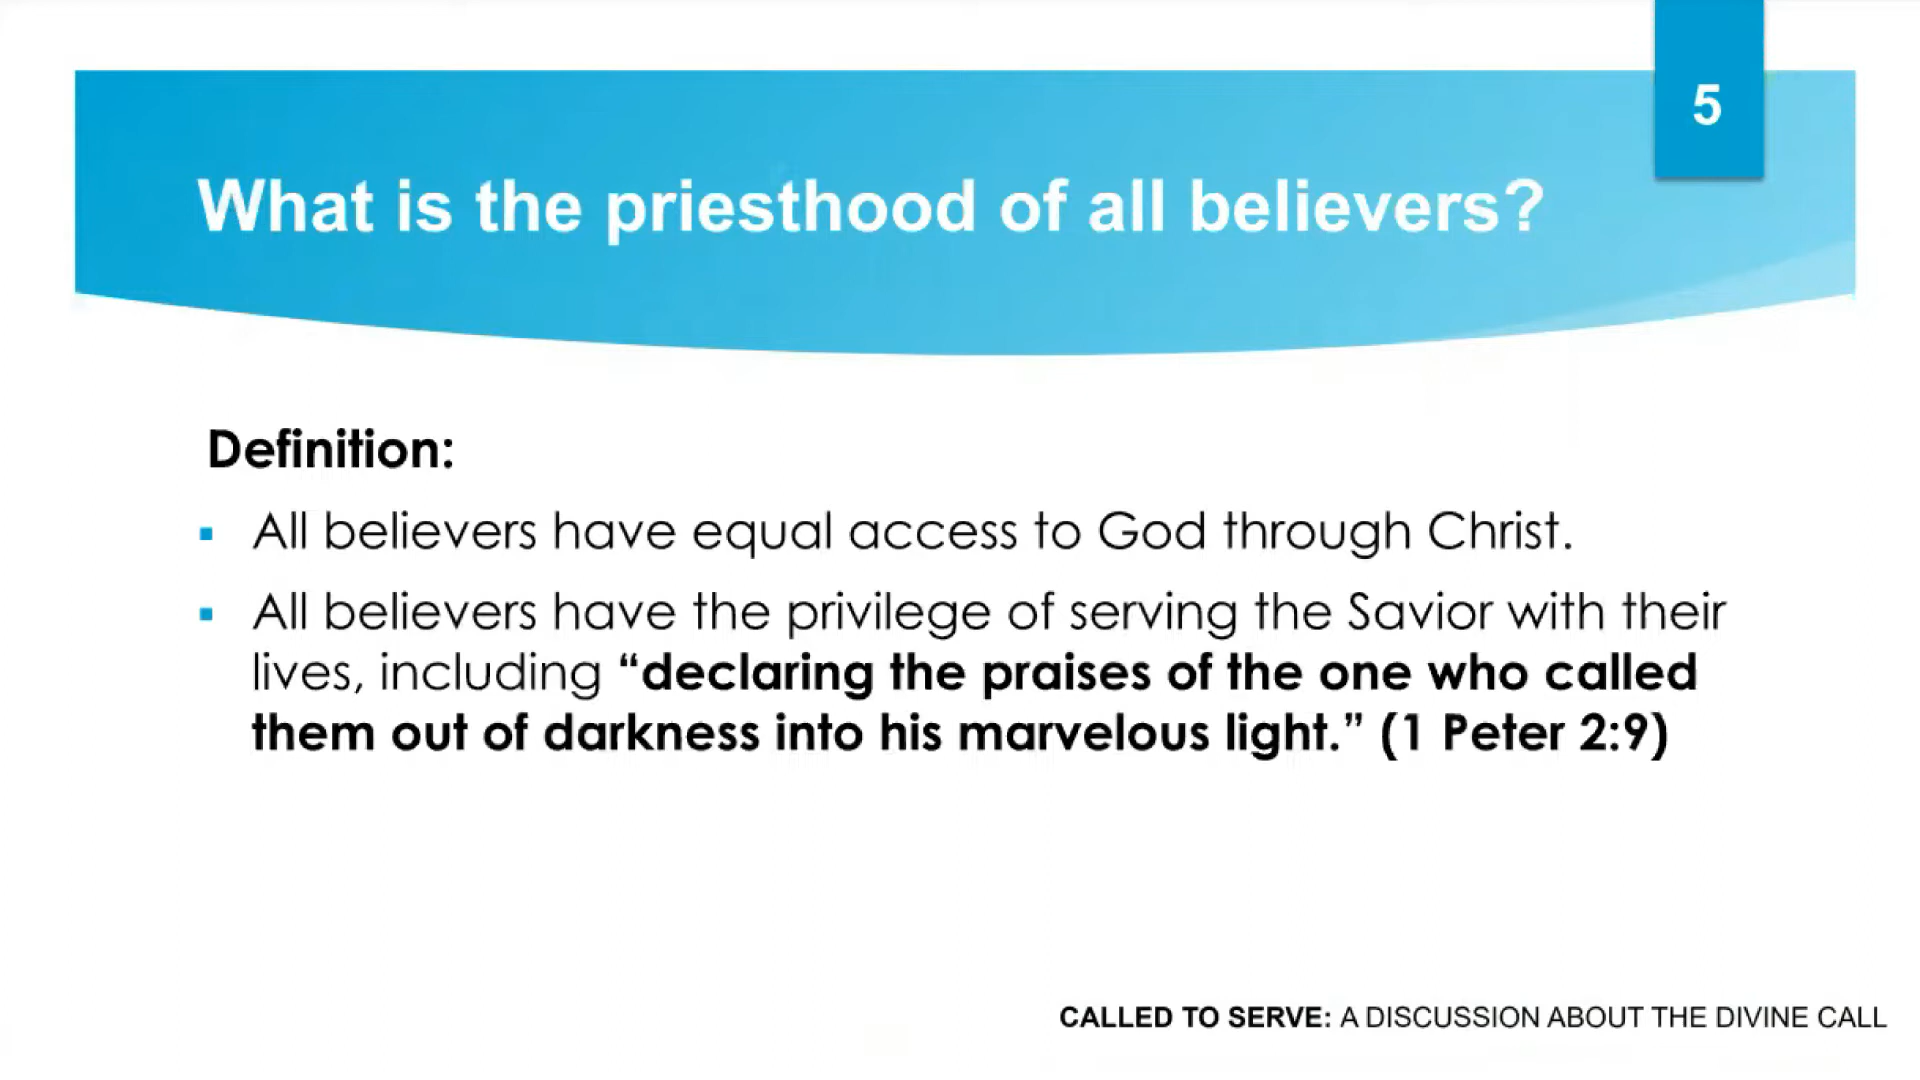 5
What is the priesthood of all believers?
Definition:
▪ All believers have equal access to God through Christ.
▪ All believers have the privilege of serving the Savior with their
lives, including “declaring the praises of the one who called
them out of darkness into his marvelous light.” (1 Peter 2:9)
CALLED TO SERVE: A DISCUSSION ABOUT THE DIVINE CALL